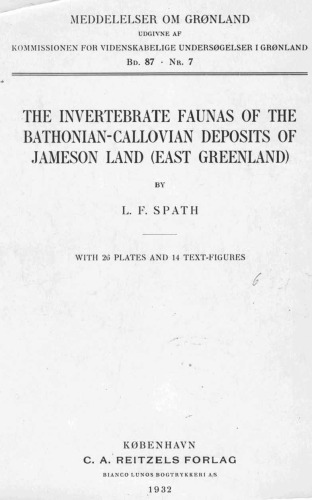 MEDDELELSER OM GRØNLAND
UDGIVNE AF
KOMMISSIONEN FOR VIDENSKABELIGE UNDERSØGELSER I GRØNLAND
BD. 87 · NR. 7
THE INVERTEBRATE FAUNAS OF THE
BATHONIAN-CALLOVIAN DEPOSITS OF
JAMESON LAND (EAST GREENLAND)
BY
L. F. SPATH
WITH 26 PLATES AND 14 TEXT-FIGURES
6
KØBENHAVN
C. A. REITZELS FORLAG
BIANCO LUNOS BOGTRYKKERI A/S
1932